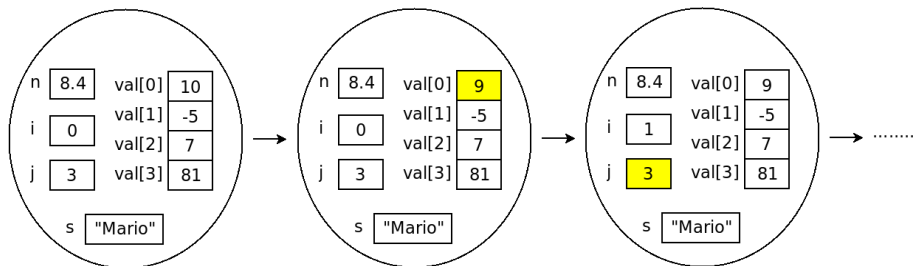 n 8.4 val[0] 10
val[1] -5
i 0
val[2] 7
j 3 val[3] 81
s "Mario"
n 8.4 val[0] 9
val[1] -5
i 0
val[2] 7
j 3 val[3] 81
s "Mario"
n 8.4 val[0] 9
val[1] -5
i 1
val[2] 7
j 3 val[3] 81
s "Mario"